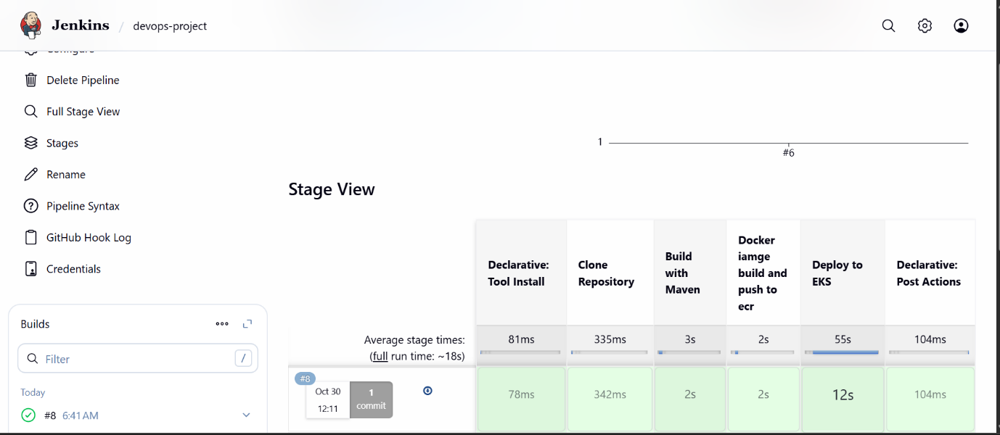 Jenkins / devops-project
Configure
Delete Pipeline
Full Stage View
Stages
Rename
Pipeline Syntax
GitHub Hook Log
Credentials
Builds
Filter
/
Today
#8 6:41 AM
1
#6
Stage View
Declarative:
Tool Install
Clone
Repository
Build
with
Maven
Docker
iamge
build and
push to
ecr
Deploy to
EKS
Declarative:
Post Actions
Average stage times:
(full run time: ~18s)
81ms
335ms
3s
2s
55s
104ms
#8
Oct 30
12:11
1
commit
78ms
342ms
2s
2s
12s
104ms